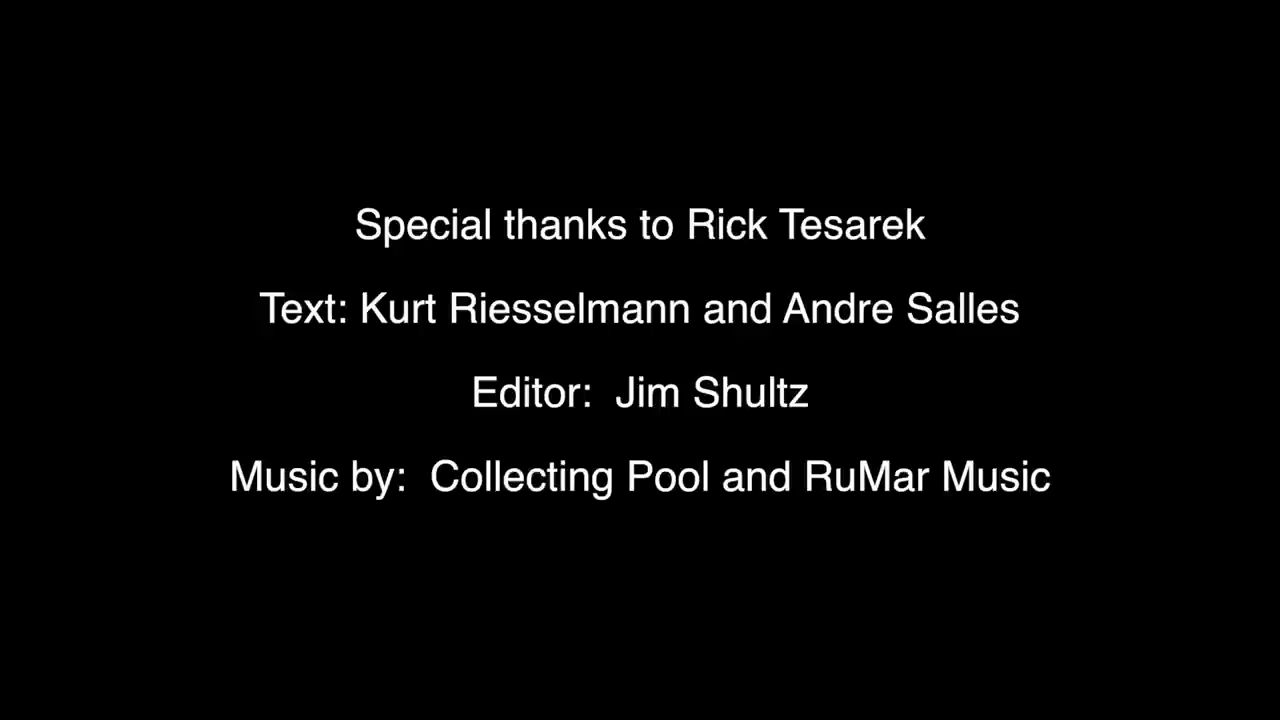 Special thanks to Rick Tesarek
Text: Kurt Riesselmann and Andre Salles
Editor:  Jim Shultz
Music by:  Collecting Pool and RuMar Music